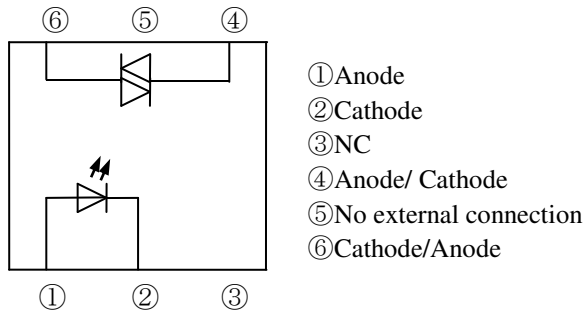 ⑥ ⑤ ④
①Anode
②Cathode
③NC
④Anode/ Cathode
⑤No external connection
⑥Cathode/Anode
① ② ③